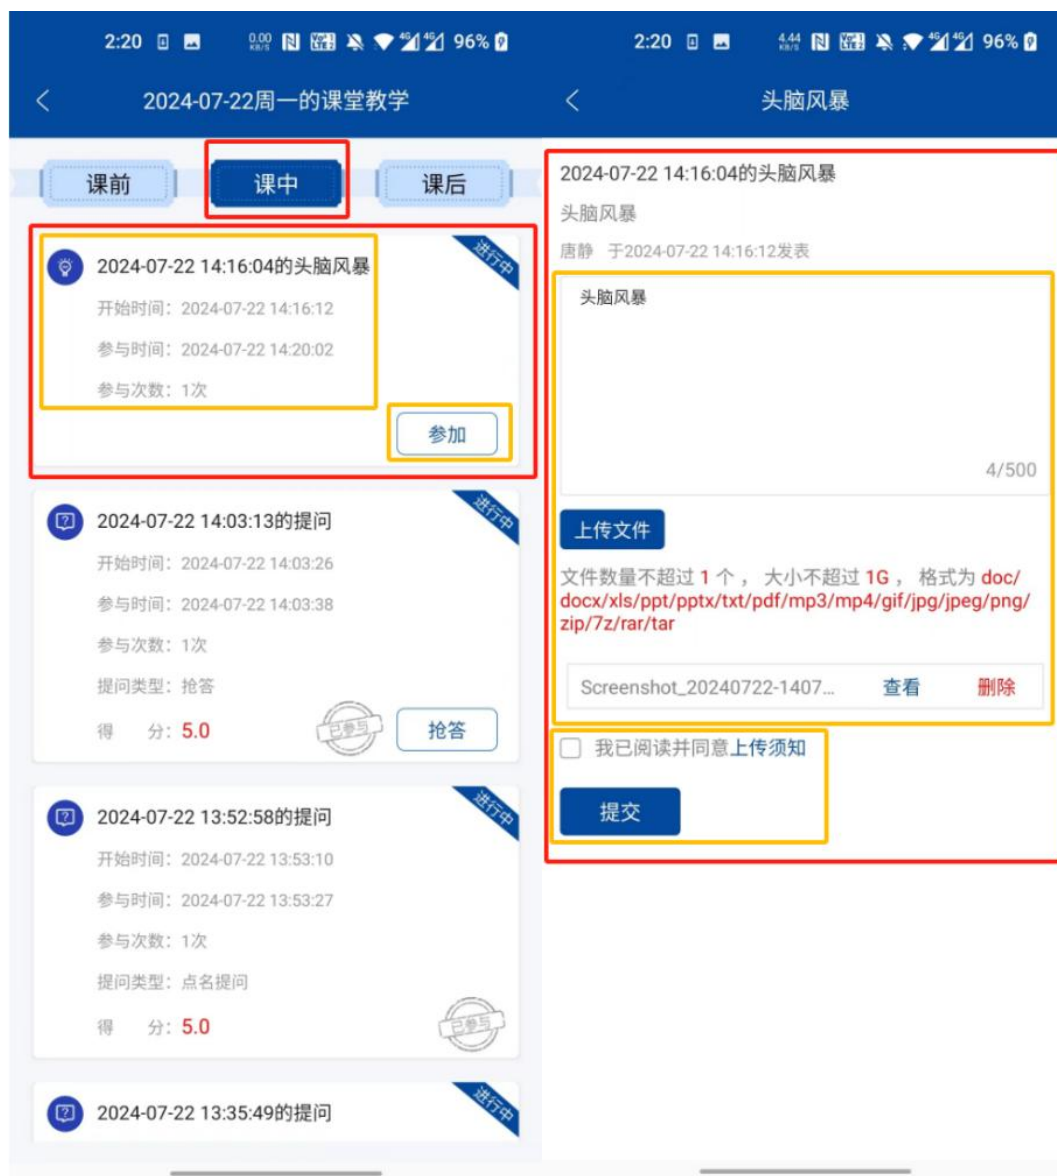 2:20
0.00
KB/S
96%
2024-07-22周一的课堂教学
课前
课中
课后
2024-07-22 14:16:04的头脑风暴
进行中
开始时间：2024-07-22 14:16:12
参与时间：2024-07-22 14:20:02
参与次数：1次
参加
2024-07-22 14:03:13的提问
进行中
开始时间：2024-07-22 14:03:26
参与时间：2024-07-22 14:03:38
参与次数：1次
提问类型：抢答
得 分：5.0
已参与
抢答
2024-07-22 13:52:58的提问
进行中
开始时间：2024-07-22 13:53:10
参与时间：2024-07-22 13:53:27
参与次数：1次
提问类型：点名提问
得 分：5.0
已参与
2024-07-22 13:35:49的提问
进行中
2:20
4.44
KB/S
96%
头脑风暴
2024-07-22 14:16:04的头脑风暴
头脑风暴
唐静 于2024-07-22 14:16:12发表
头脑风暴
4/500
上传文件
文件数量不超过 1 个 ， 大小不超过 1G ， 格式为 doc/
docx/xls/ppt/pptx/txt/pdf/mp3/mp4/gif/jpg/jpeg/png/
zip/7z/rar/tar
Screenshot_20240722-1407...
查看
删除
我已阅读并同意上传须知
提交